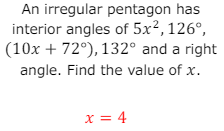 An irregular pentagon has
interior angles of 5x², 126°,
(10x + 72°), 132° and a right
angle. Find the value of x.
x = 4